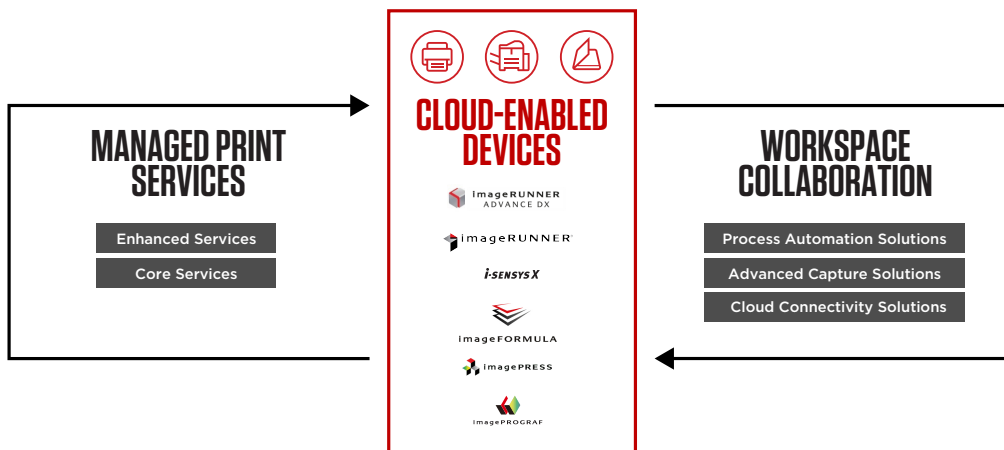 MANAGED PRINT
SERVICES
Enhanced Services
Core Services
CLOUD-ENABLED
DEVICES
imageRUNNER
ADVANCE DX
imageRUNNER®
i-SENSYS X
imageFORMULA
imagePRESS
imagePROGRAF
WORKSPACE
COLLABORATION
Process Automation Solutions
Advanced Capture Solutions
Cloud Connectivity Solutions